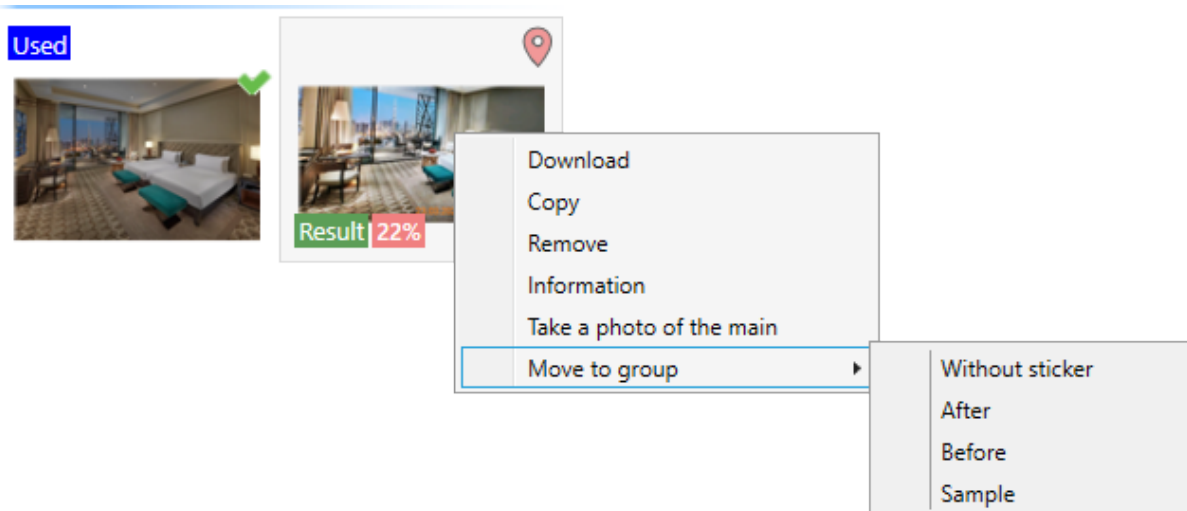 Used
Result 22%
Download
Copy
Remove
Information
Take a photo of the main
Move to group
Without sticker
After
Before
Sample